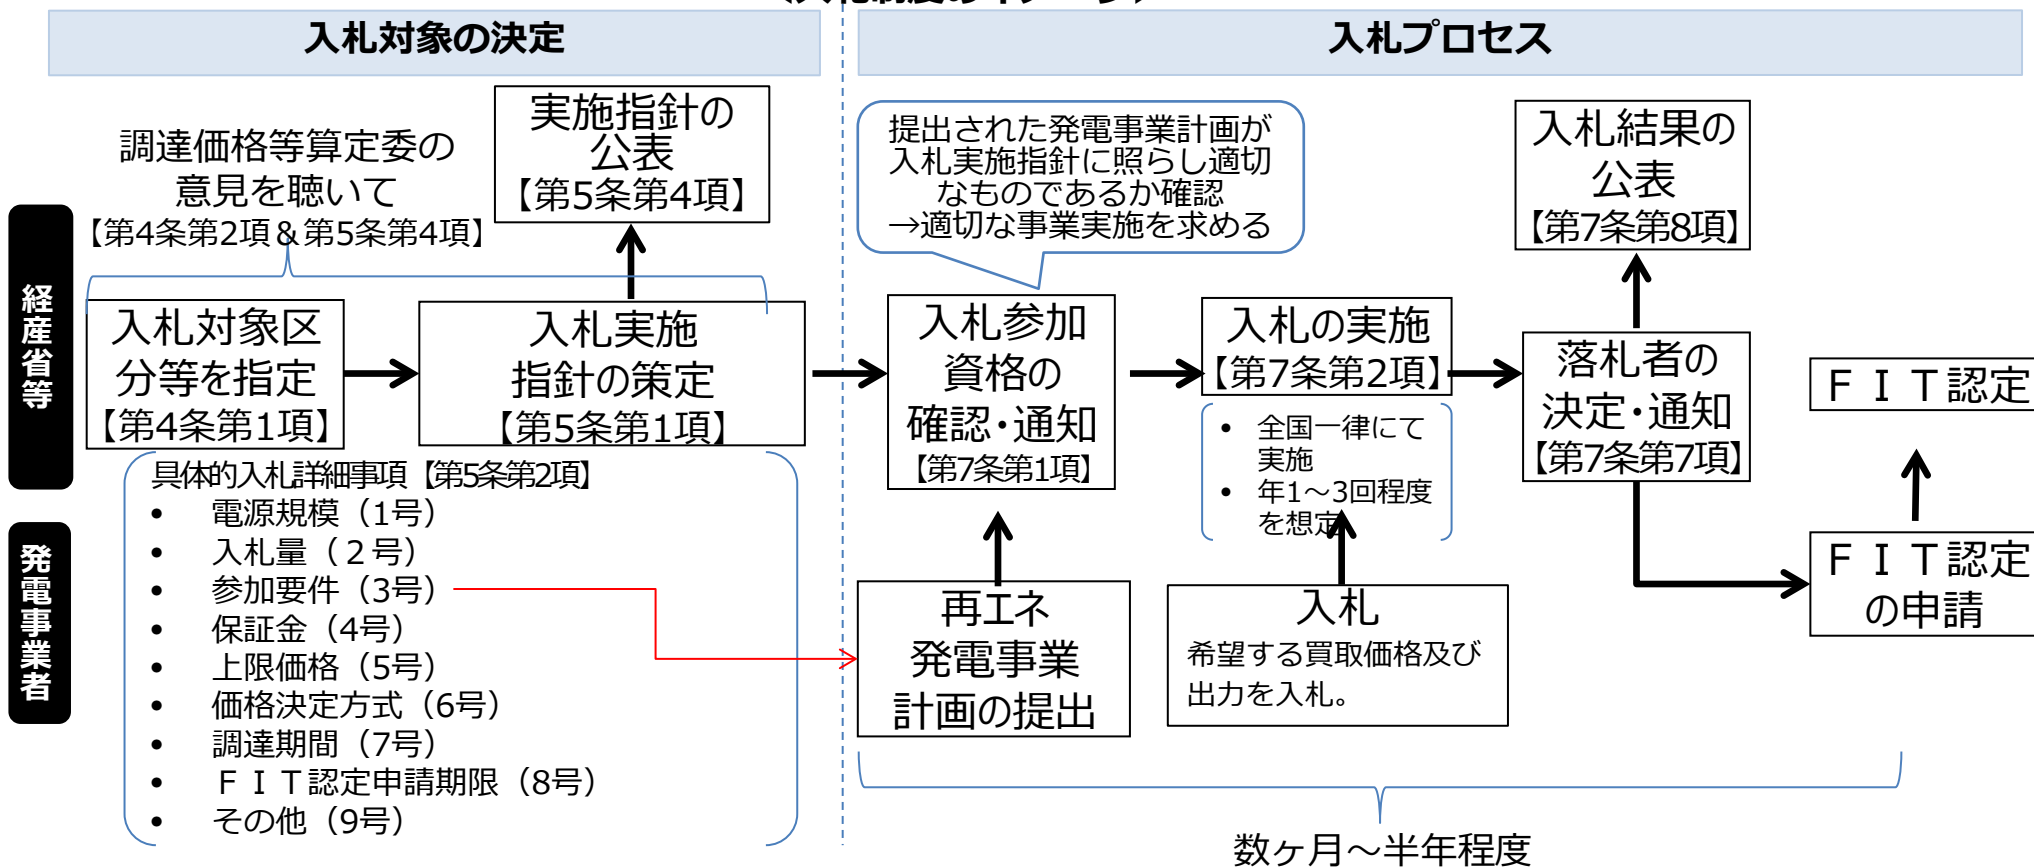 〈入札制度のイメージ〉
入札対象の決定
入札プロセス
調達価格等算定委の
意見を聴いて
【第4条第2項＆第5条第4項】
実施指針の
公表
【第5条第4項】
提出された発電事業計画が
入札実施指針に照らし適切
なものであるか確認
→適切な事業実施を求める
入札結果の
公表
【第7条第8項】
経産省等
入札対象区
分等を指定
【第4条第1項】
入札実施
指針の策定
【第5条第1項】
入札参加
資格の
確認・通知
【第7条第1項】
入札の実施
【第7条第2項】
• 全国一律にて
実施
• 年1～3回程度
を想定
落札者の
決定・通知
【第7条第7項】
ＦＩＴ認定
発電事業者
具体的入札詳細事項【第5条第2項】
• 電源規模（1号）
• 入札量（２号）
• 参加要件（3号）
• 保証金（4号）
• 上限価格（5号）
• 価格決定方式（6号）
• 調達期間（7号）
• ＦＩＴ認定申請期限（8号）
• その他（9号）
再エネ
発電事業
計画の提出
入札
希望する買取価格及び
出力を入札。
ＦＩＴ認定
の申請
数ヶ月～半年程度